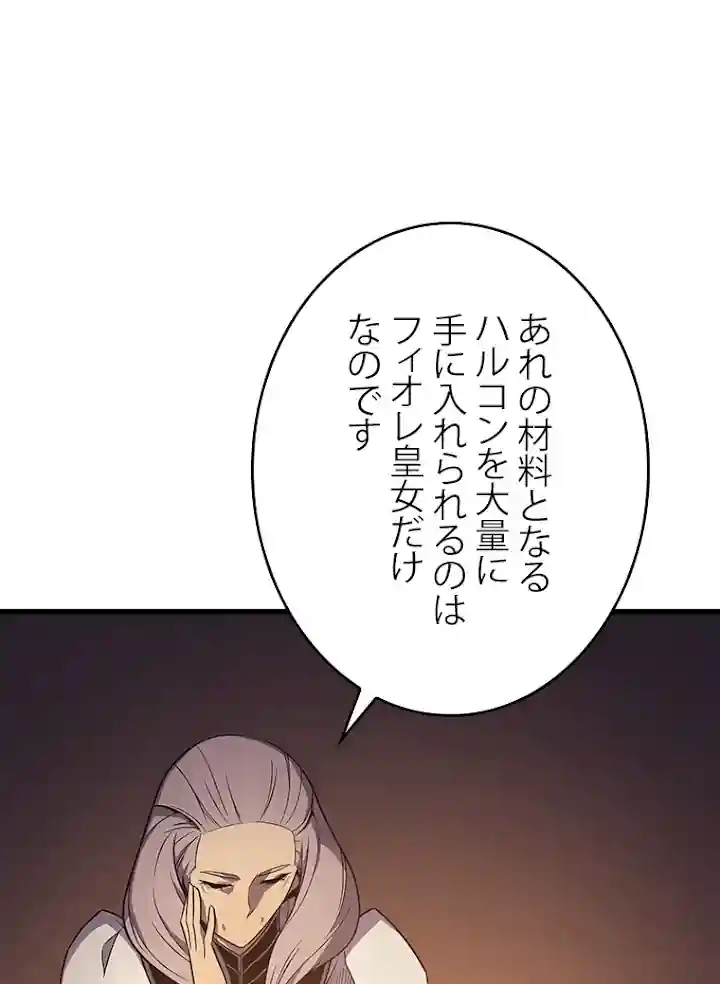 あれの材料となる
ハルコンを大量に
手に入れられるのは
フィオレ皇女だけ
なのです